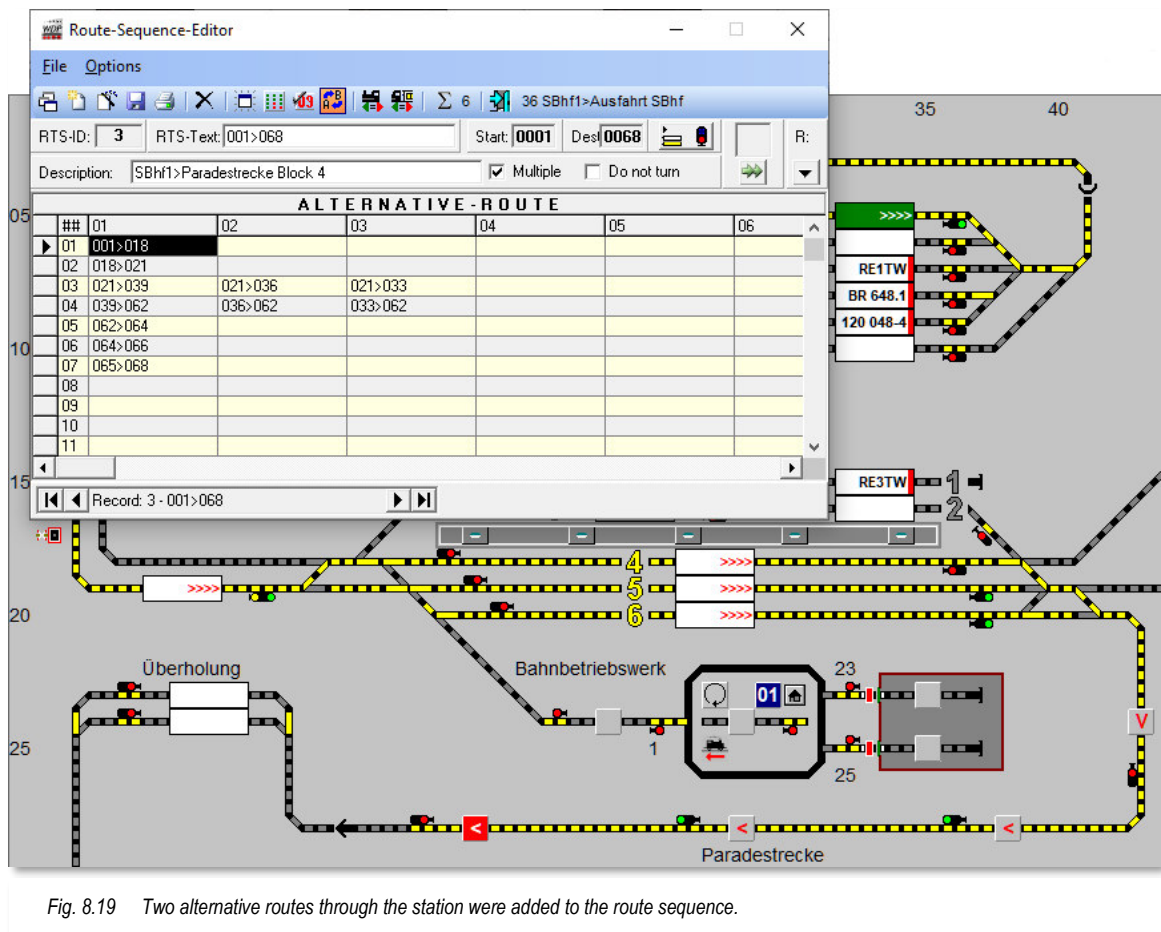 WDP Route-Sequence-Editor
File Options
Σ 6 36 SBhf1>Ausfahrt SBhf
RTS-ID: 3 RTS-Text: 001>068 Start: 0001 Dest 0068 R:
Description: SBhf1>Paradestrecke Block 4 Multiple Do not turn
ALTERNATIVE-ROUTE
## 01 02 03 04 05 06
01 001>018
02 018>021
03 021>039 021>036 021>033
04 039>062 036>062 033>062
05 062>064
06 064>066
07 065>068
08
09
10
11
Record: 3 - 001>068
35 40
05
>>>>
RE1TW
BR 648.1
120 048-4
10
15
RE3TW 1
2
4 >>>>
>>>> 5 >>>>
20
6 >>>>
Überholung Bahnbetriebswerk 23
01
V
25
1
25
< < <
Paradestrecke
Fig. 8.19 Two alternative routes through the station were added to the route sequence.